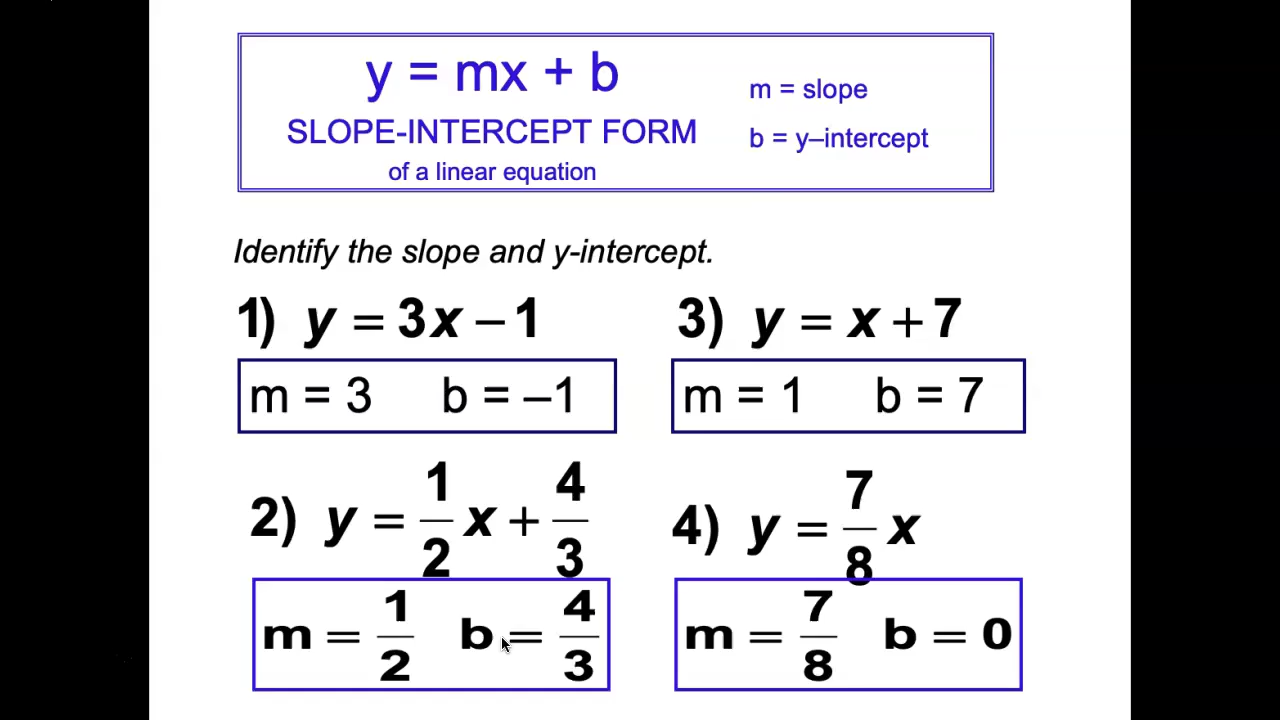 y = mx + b
SLOPE-INTERCEPT FORM
of a linear equation
m = slope
b = y–intercept
Identify the slope and y-intercept.
1) y = 3x – 1
m = 3 b = –1
3) y = x + 7
m = 1 b = 7
2) y = 1/2 x + 4/3
m = 1/2 b = 4/3
4) y = 7/8 x
m = 7/8 b = 0